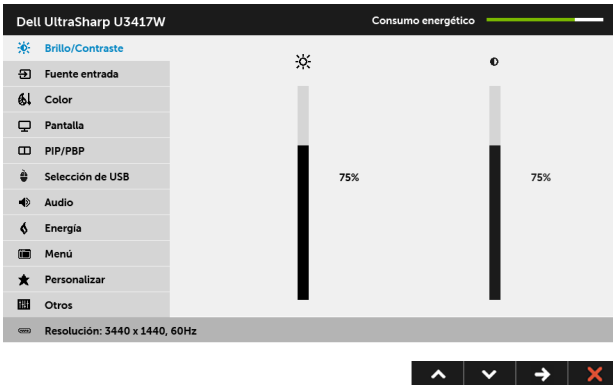 Dell UltraSharp U3417W
Consumo energético
Brillo/Contraste
Fuente entrada
Color
Pantalla
PIP/PBP
Selección de USB
Audio
Energía
Menú
Personalizar
Otros
75%
75%
Resolución: 3440 x 1440, 60Hz